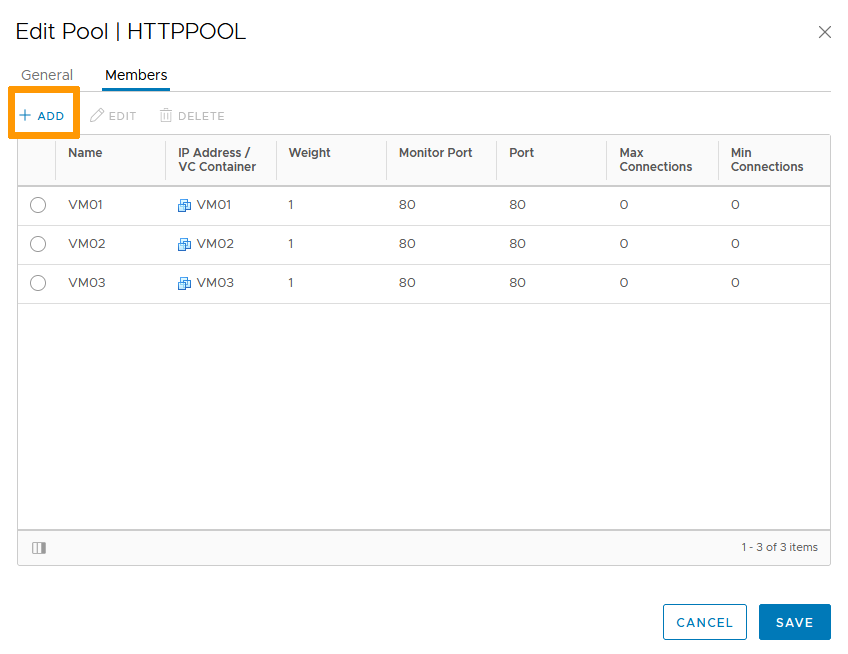 Edit Pool | HTTPPOOL
General Members
+ ADD EDIT DELETE
Name IP Address / VC Container Weight Monitor Port Port Max Connections Min Connections
VM01 VM01 1 80 80 0 0
VM02 VM02 1 80 80 0 0
VM03 VM03 1 80 80 0 0
1 - 3 of 3 items
CANCEL SAVE